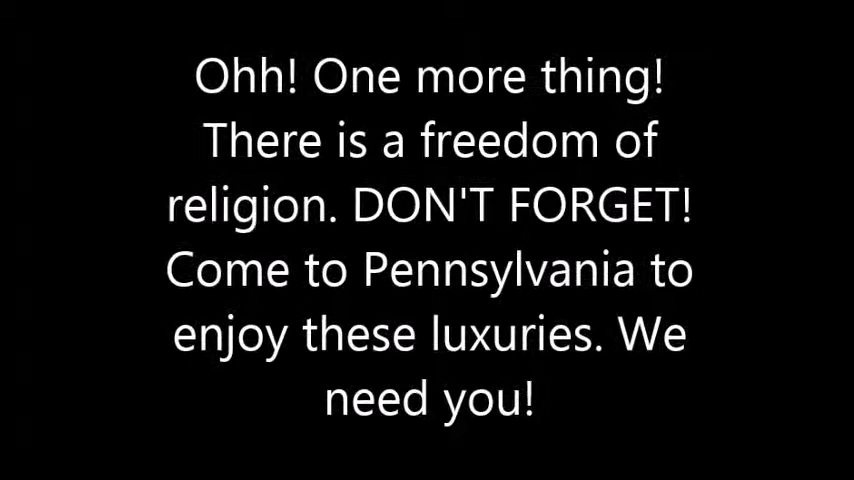 Ohh! One more thing!
There is a freedom of
religion. DON'T FORGET!
Come to Pennsylvania to
enjoy these luxuries. We
need you!